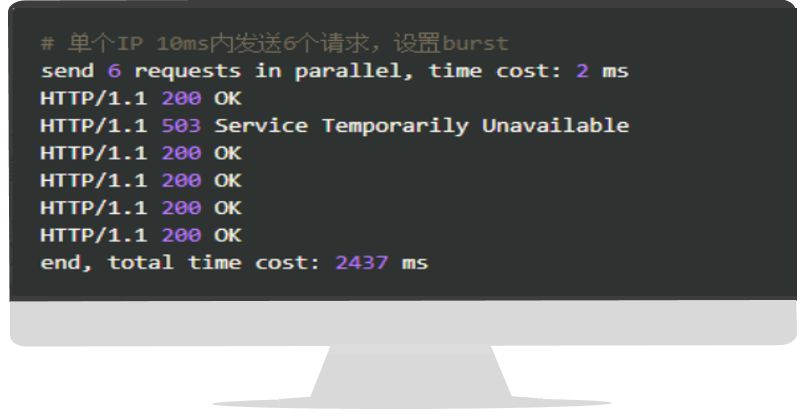 # 单个IP 10ms内发送6个请求，设置burst
send 6 requests in parallel, time cost: 2 ms
HTTP/1.1 200 OK
HTTP/1.1 503 Service Temporarily Unavailable
HTTP/1.1 200 OK
HTTP/1.1 200 OK
HTTP/1.1 200 OK
HTTP/1.1 200 OK
end, total time cost: 2437 ms